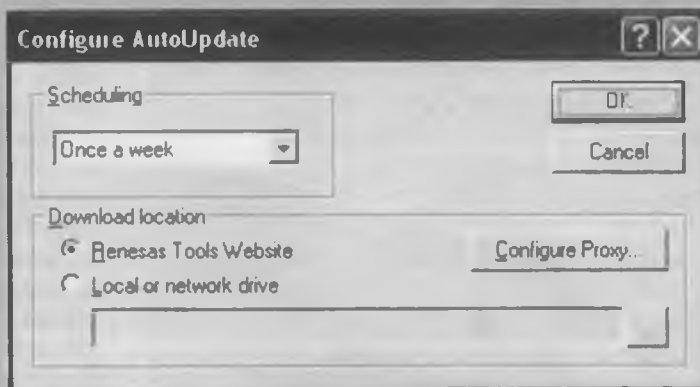 Configure AutoUpdate
Scheduling
OK
Once a week
Cancel
Download location
Renesas Tools Website
Configure Proxy...
Local or network drive